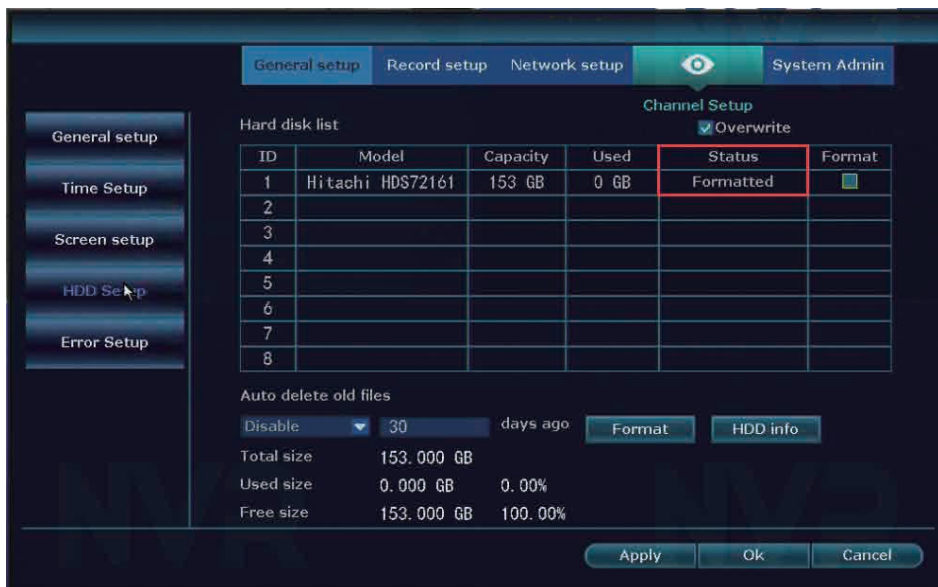 General setup Record setup Network setup System Admin
Channel Setup
General setup
Time Setup
Screen setup
HDD Setup
Error Setup
Hard disk list
Overwrite
ID Model Capacity Used Status Format
1 Hitachi HDS72161 153 GB 0 GB Formatted
2
3
4
5
6
7
8
Auto delete old files
Disable 30 days ago Format HDD info
Total size 153.000 GB
Used size 0.000 GB 0.00%
Free size 153.000 GB 100.00%
NVR NVR
Apply Ok Cancel